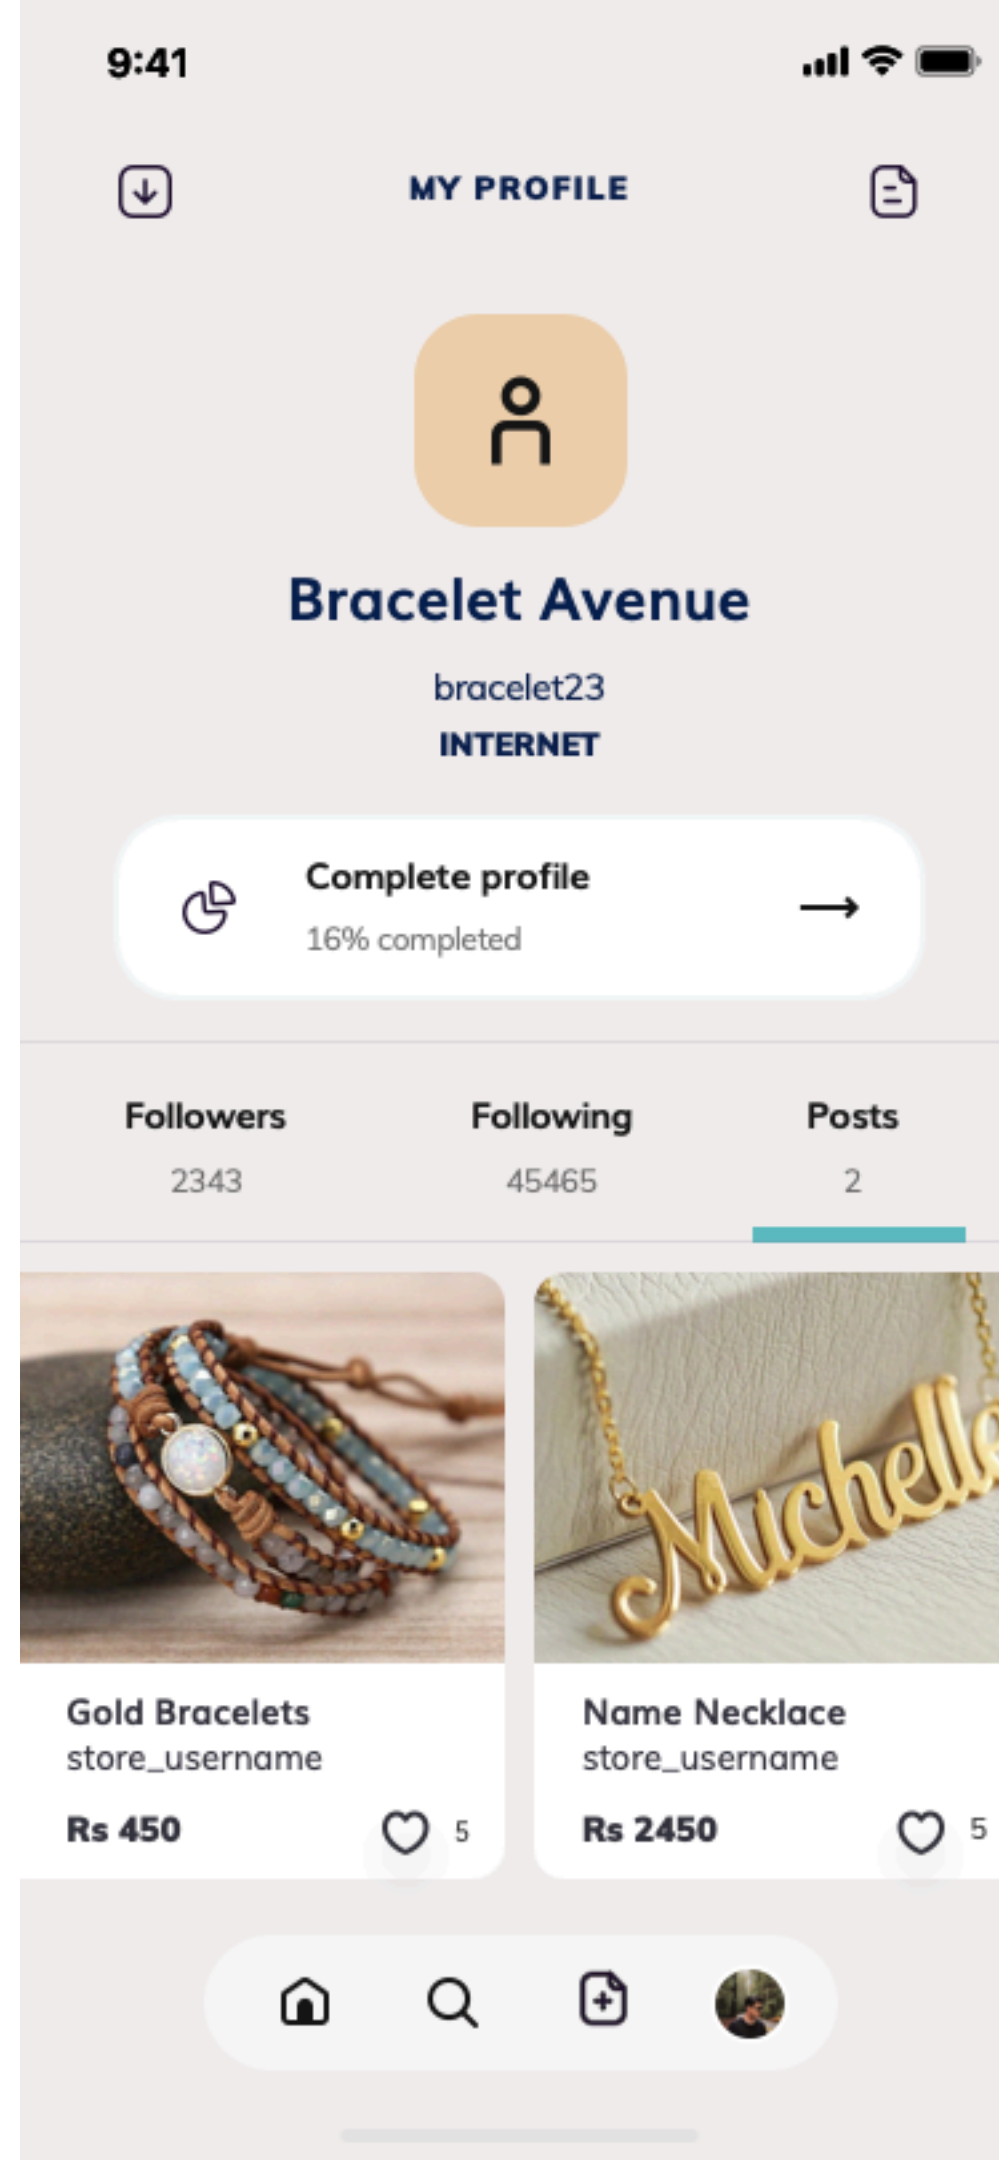 9:41
MY PROFILE
Bracelet Avenue
bracelet23
INTERNET
Complete profile
16% completed
Followers Following Posts
2343 45465 2
Michelle
Gold Bracelets
store_username
Rs 450 5
Name Necklace
store_username
Rs 2450 5